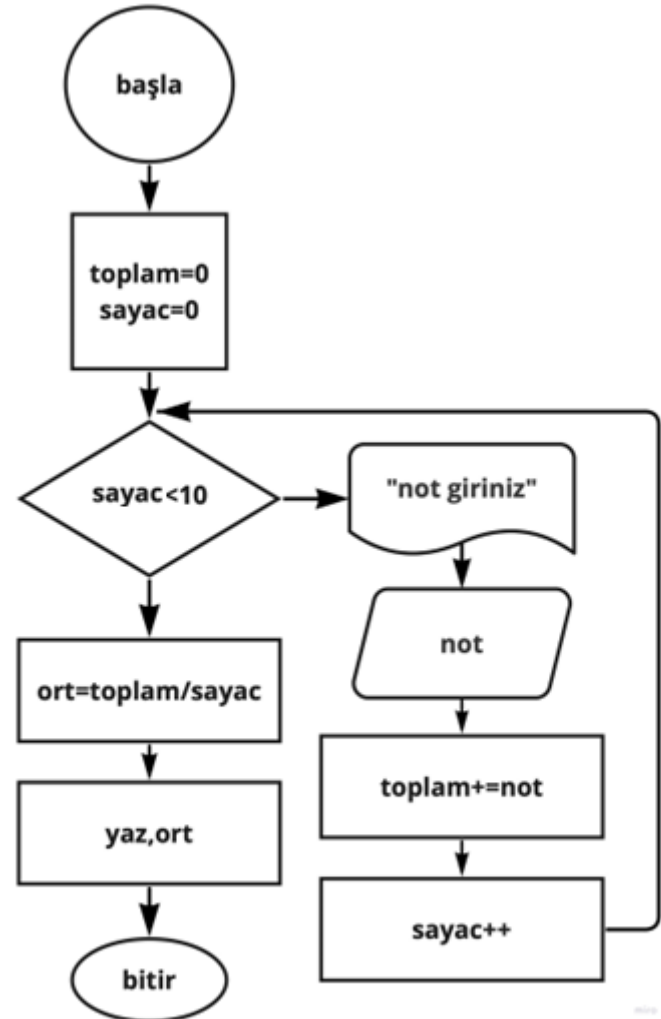 başla
toplam=0
sayac=0
sayac<10
"not giriniz"
not
toplam+=not
sayac++
ort=toplam/sayac
yaz,ort
bitir
miro